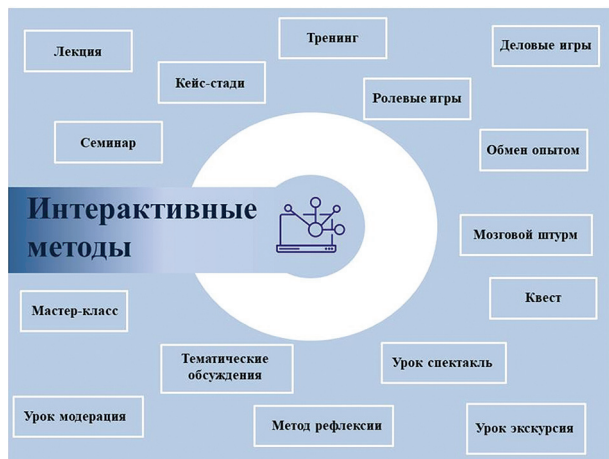 Тренинг
Деловые игры
Лекция
Кейс-стади
Ролевые игры
Семинар
Обмен опытом
Интерактивные
методы
Мозговой штурм
Квест
Мастер-класс
Тематические
обсуждения
Урок спектакль
Урок модерация
Метод рефлексии
Урок экскурсия